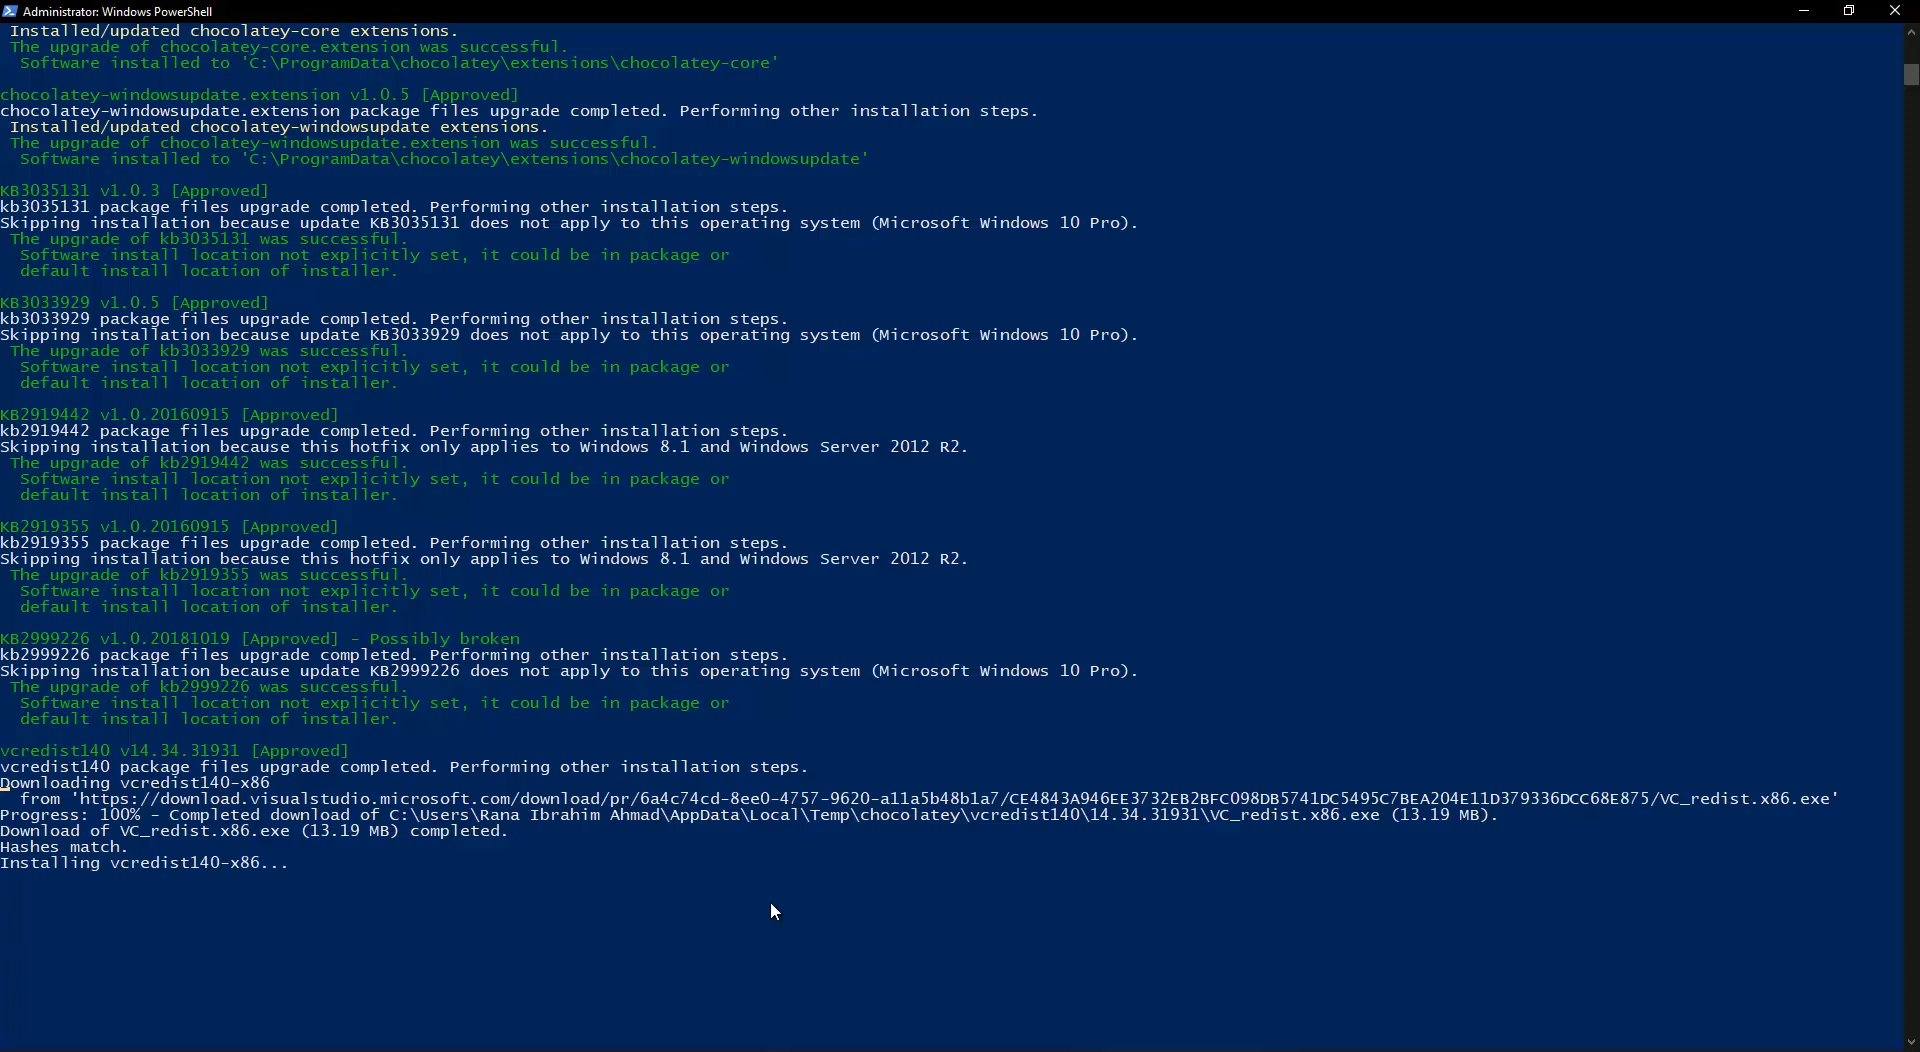 Administrator: Windows PowerShell
Installed/updated chocolatey-core extensions.
The upgrade of chocolatey-core.extension was successful.
Software installed to 'C:\ProgramData\chocolatey\extensions\chocolatey-core'
chocolatey-windowsupdate.extension v1.0.5 [Approved]
chocolatey-windowsupdate.extension package files upgrade completed. Performing other installation steps.
Installed/updated chocolatey-windowsupdate extensions.
The upgrade of chocolatey-windowsupdate.extension was successful.
Software installed to 'C:\ProgramData\chocolatey\extensions\chocolatey-windowsupdate'
KB3035131 v1.0.3 [Approved]
kb3035131 package files upgrade completed. Performing other installation steps.
Skipping installation because update KB3035131 does not apply to this operating system (Microsoft Windows 10 Pro).
The upgrade of kb3035131 was successful.
Software install location not explicitly set, it could be in package or
default install location of installer.
KB3033929 v1.0.5 [Approved]
kb3033929 package files upgrade completed. Performing other installation steps.
Skipping installation because update KB3033929 does not apply to this operating system (Microsoft Windows 10 Pro).
The upgrade of kb3033929 was successful.
Software install location not explicitly set, it could be in package or
default install location of installer.
KB2919442 v1.0.20160915 [Approved]
kb2919442 package files upgrade completed. Performing other installation steps.
Skipping installation because this hotfix only applies to Windows 8.1 and Windows Server 2012 R2.
The upgrade of kb2919442 was successful.
Software install location not explicitly set, it could be in package or
default install location of installer.
KB2919355 v1.0.20160915 [Approved]
kb2919355 package files upgrade completed. Performing other installation steps.
Skipping installation because this hotfix only applies to Windows 8.1 and Windows Server 2012 R2.
The upgrade of kb2919355 was successful.
Software install location not explicitly set, it could be in package or
default install location of installer.
KB2999226 v1.0.20181019 [Approved] - Possibly broken
kb2999226 package files upgrade completed. Performing other installation steps.
Skipping installation because update KB2999226 does not apply to this operating system (Microsoft Windows 10 Pro).
The upgrade of kb2999226 was successful.
Software install location not explicitly set, it could be in package or
default install location of installer.
vcredist140 v14.34.31931 [Approved]
vcredist140 package files upgrade completed. Performing other installation steps.
Downloading vcredist140-x86
from 'https://download.visualstudio.microsoft.com/download/pr/6a4c74cd-8ee0-4757-9620-a11a5b48b1a7/CE4843A946EE3732EB2BFC098DB5741DC5495C7BEA204E11D379336DCC68E875/VC_redist.x86.exe'
Progress: 100% - Completed download of C:\Users\Rana Ibrahim Ahmad\AppData\Local\Temp\chocolatey\vcredist140\14.34.31931\VC_redist.x86.exe (13.19 MB).
Download of VC_redist.x86.exe (13.19 MB) completed.
Hashes match.
Installing vcredist140-x86...